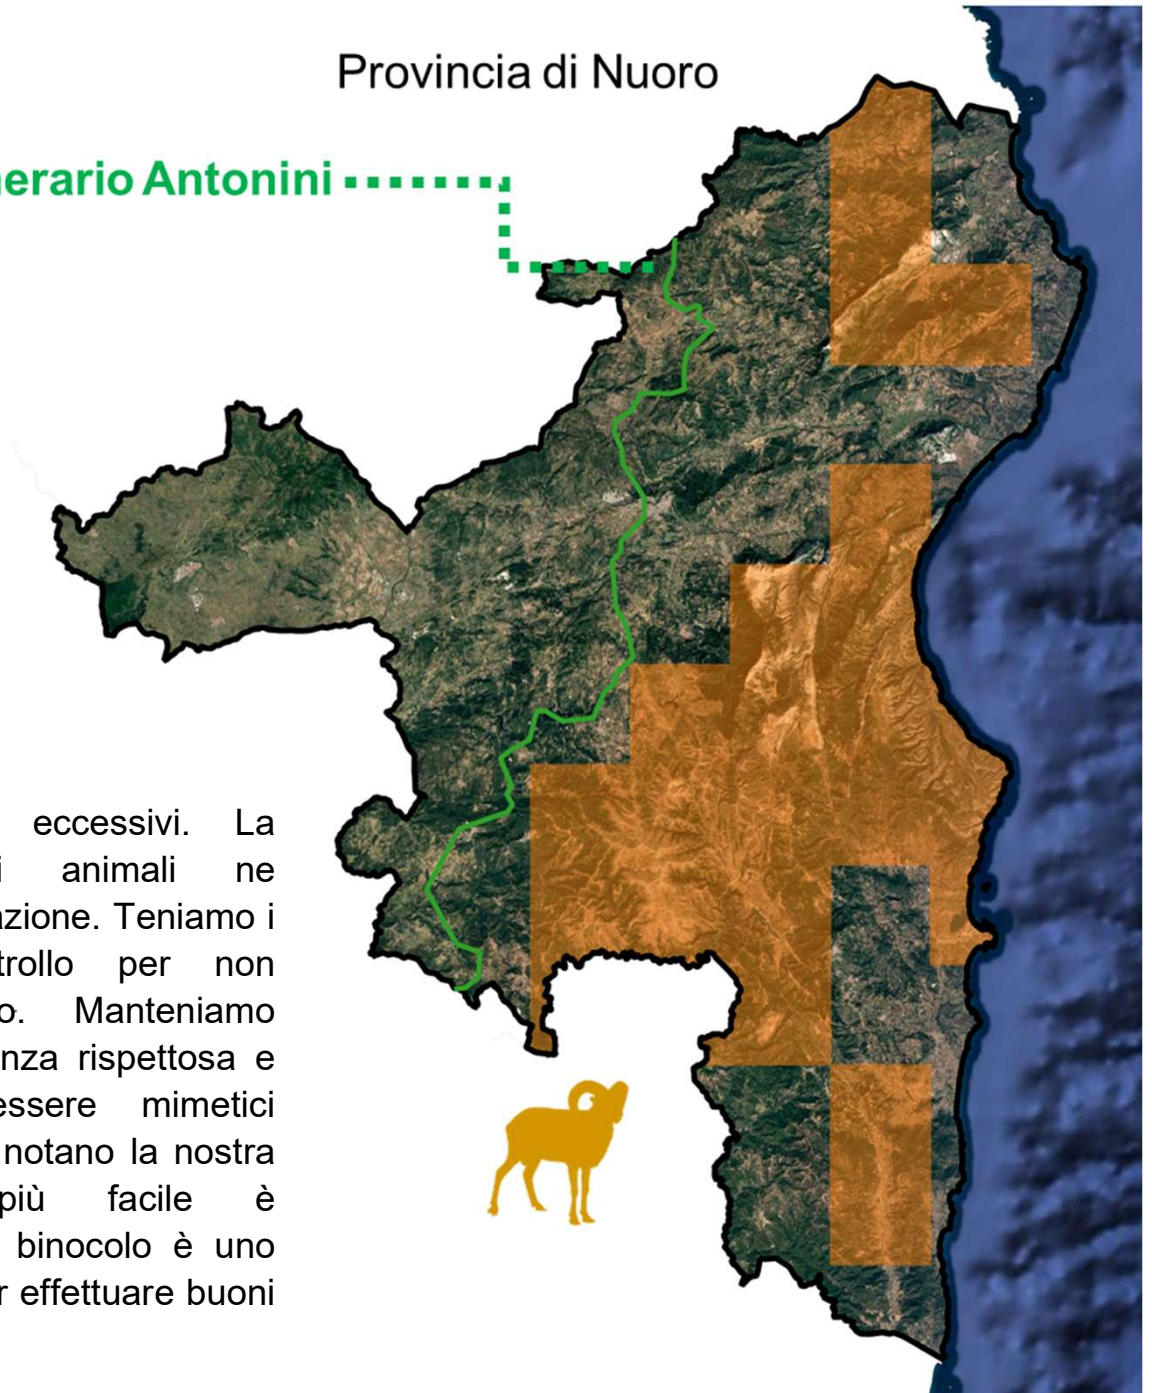 Provincia di Nuoro
erario Antonini
eccessivi. La
i animali ne
azione. Teniamo i
trollo per non
o. Manteniamo
nza rispettosa e
essere mimetici
notano la nostra
più facile è
binocolo è uno
r effettuare buoni